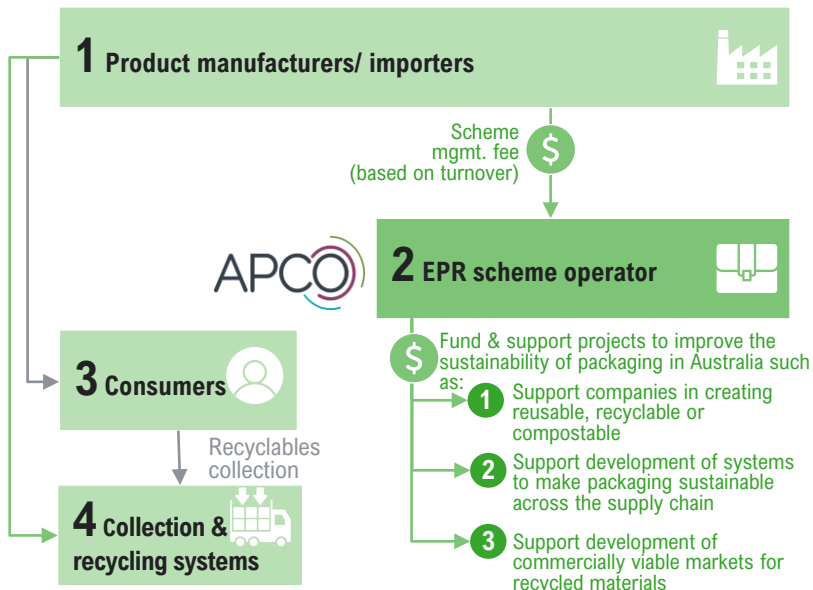 1 Product manufacturers/ importers
Scheme
mgmt. fee
(based on turnover)
$
APCO
2 EPR scheme operator
$
Fund & support projects to improve the
sustainability of packaging in Australia such
as:
1
Support companies in creating
reusable, recyclable or
compostable
2
Support development of systems
to make packaging sustainable
across the supply chain
3
Support development of
commercially viable markets for
recycled materials
3 Consumers
Recyclables
collection
4 Collection &
recycling systems